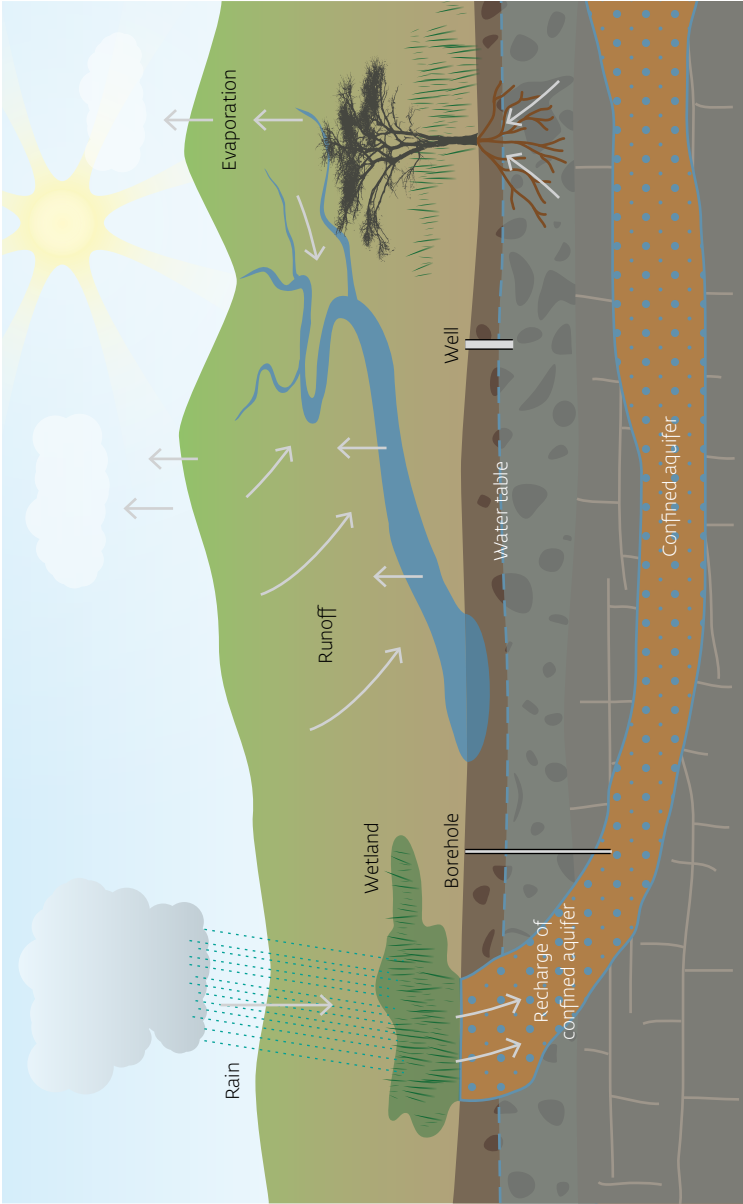 Rain
Evaporation
Runoff
Wetland
Borehole
Well
Water table
Recharge of
confined aquifer
Confined aquifer